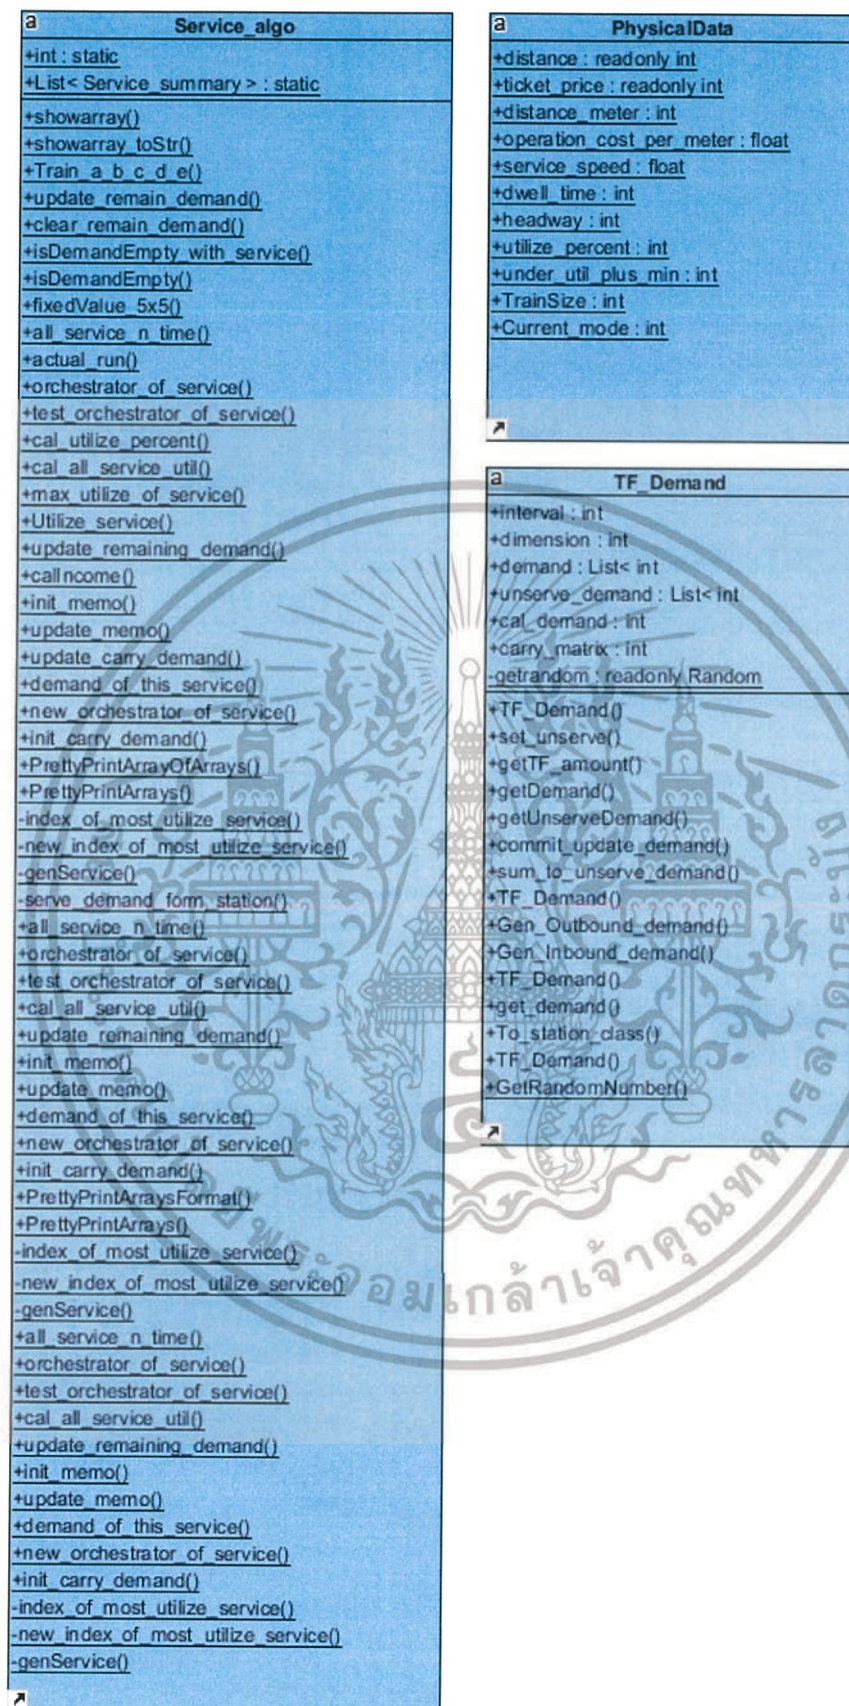 a
Service_algo
+int : static
+List< Service_summary > : static
+showarray()
+showarray_toStr()
+Train_a_b_c_d_e()
+update_remain_demand()
+clear_remain_demand()
+isDemandEmpty_with_service()
+isDemandEmpty()
+fixedValue_5x5()
+all_service_n_time()
+actual_run()
+orchestrator_of_service()
+test_orchestrator_of_service()
+cal_utilize_percent()
+cal_all_service_util()
+max_utilize_of_service()
+Utilize_service()
+update_remaining_demand()
+calIncome()
+init_memo()
+update_memo()
+update_carry_demand()
+demand_of_this_service()
+new_orchestrator_of_service()
+init_carry_demand()
+PrettyPrintArrayOfArrays()
+PrettyPrintArrays()
-index_of_most_utilize_service()
-new_index_of_most_utilize_service()
-genService()
-serve_demand_form_station()
+all_service_n_time()
+orchestrator_of_service()
+test_orchestrator_of_service()
+cal_all_service_util()
+update_remaining_demand()
+init_memo()
+update_memo()
+demand_of_this_service()
+new_orchestrator_of_service()
+init_carry_demand()
+PrettyPrintArraysFormat()
+PrettyPrintArrays()
-index_of_most_utilize_service()
-new_index_of_most_utilize_service()
-genService()
+all_service_n_time()
+orchestrator_of_service()
+test_orchestrator_of_service()
+cal_all_service_util()
+update_remaining_demand()
+init_memo()
+update_memo()
+demand_of_this_service()
+new_orchestrator_of_service()
+init_carry_demand()
-index_of_most_utilize_service()
-new_index_of_most_utilize_service()
-genService()
a
PhysicalData
+distance : readonly int
+ticket_price : readonly int
+distance_meter : int
+operation_cost_per_meter : float
+service_speed : float
+dwell_time : int
+headway : int
+utilize_percent : int
+under_util_plus_min : int
+TrainSize : int
+Current_mode : int
a
TF_Demand
+interval : int
+dimension : int
+demand : List< int
+unserve_demand : List< int
+cal_demand : int
+carry_matrix : int
-getrandom : readonly Random
+TF_Demand()
+set_unserve()
+getTF_amount()
+getDemand()
+getUnserveDemand()
+commit_update_demand()
+sum_to_unserve_demand()
+TF_Demand()
+Gen_Outbound_demand()
+Gen_Inbound_demand()
+TF_Demand()
+get_demand()
+To_station_class()
+TF_Demand()
+GetRandomNumber()